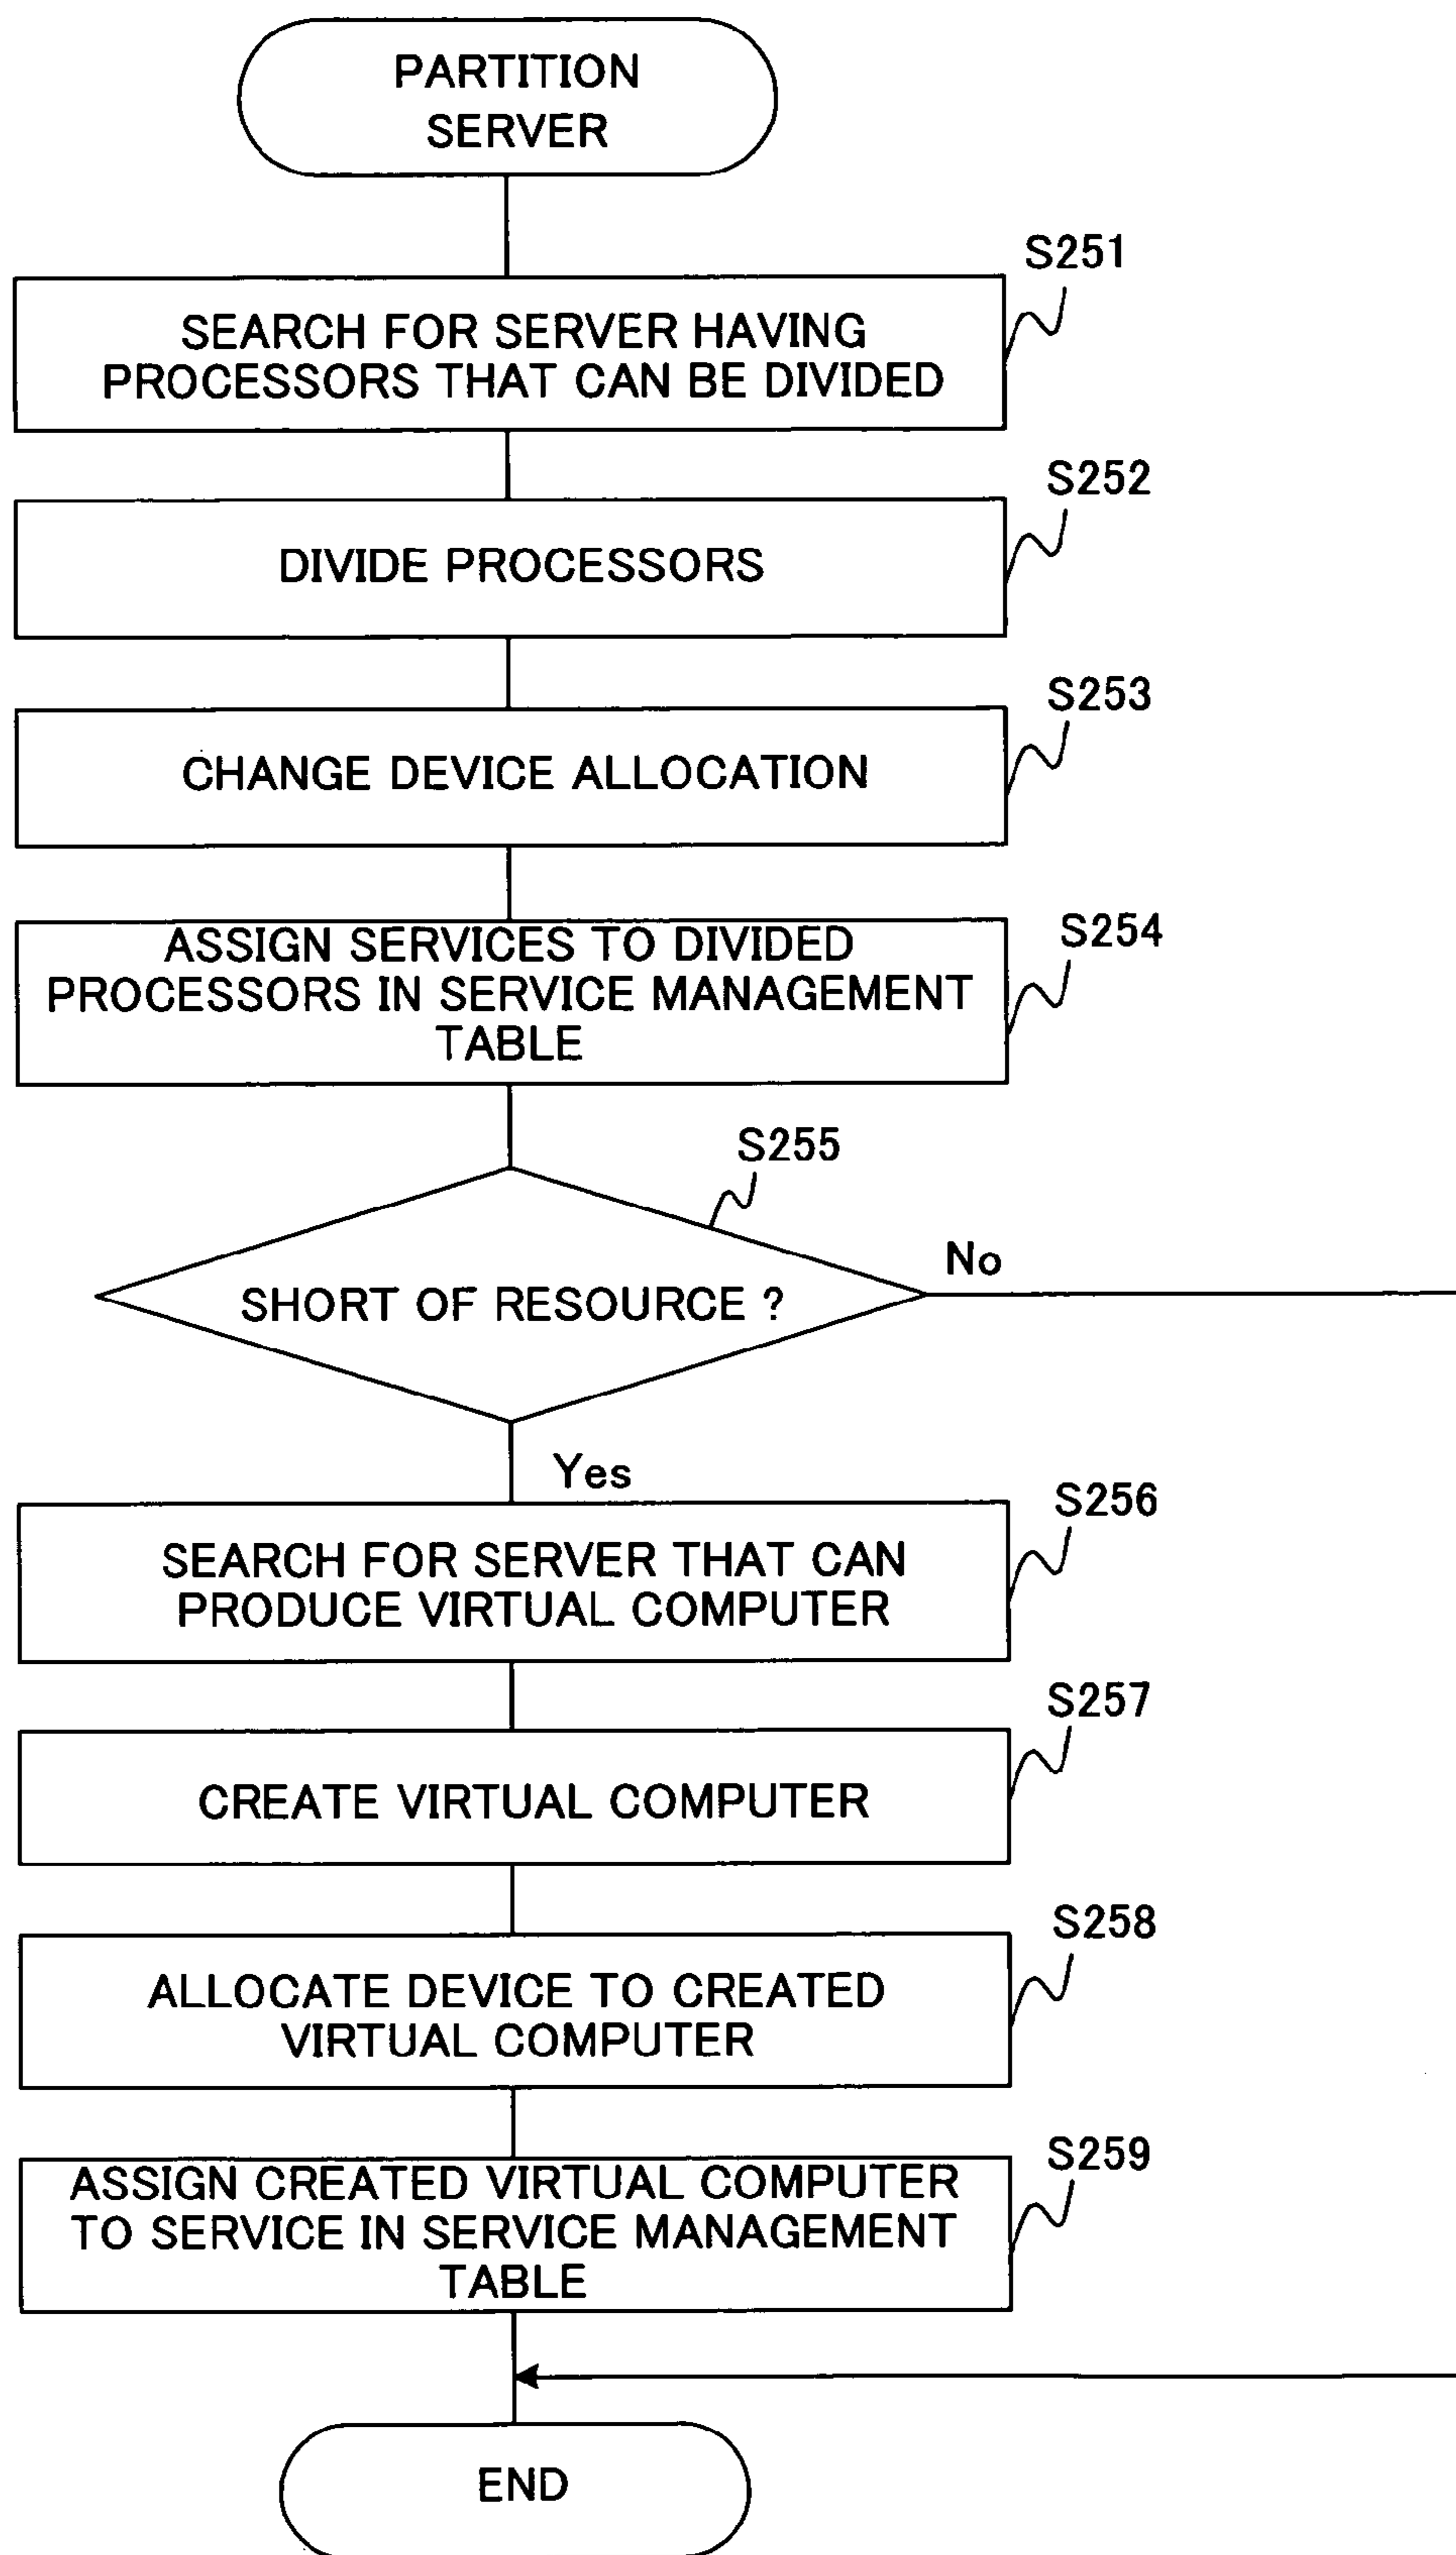 PARTITION
SERVER
S251
SEARCH FOR SERVER HAVING
PROCESSORS THAT CAN BE DIVIDED
S252
DIVIDE PROCESSORS
S253
CHANGE DEVICE ALLOCATION
S254
ASSIGN SERVICES TO DIVIDED
PROCESSORS IN SERVICE MANAGEMENT
TABLE
S255
No
SHORT OF RESOURCE ?
Yes
S256
SEARCH FOR SERVER THAT CAN
PRODUCE VIRTUAL COMPUTER
S257
CREATE VIRTUAL COMPUTER
S258
ALLOCATE DEVICE TO CREATED
VIRTUAL COMPUTER
S259
ASSIGN CREATED VIRTUAL COMPUTER
TO SERVICE IN SERVICE MANAGEMENT
TABLE
END